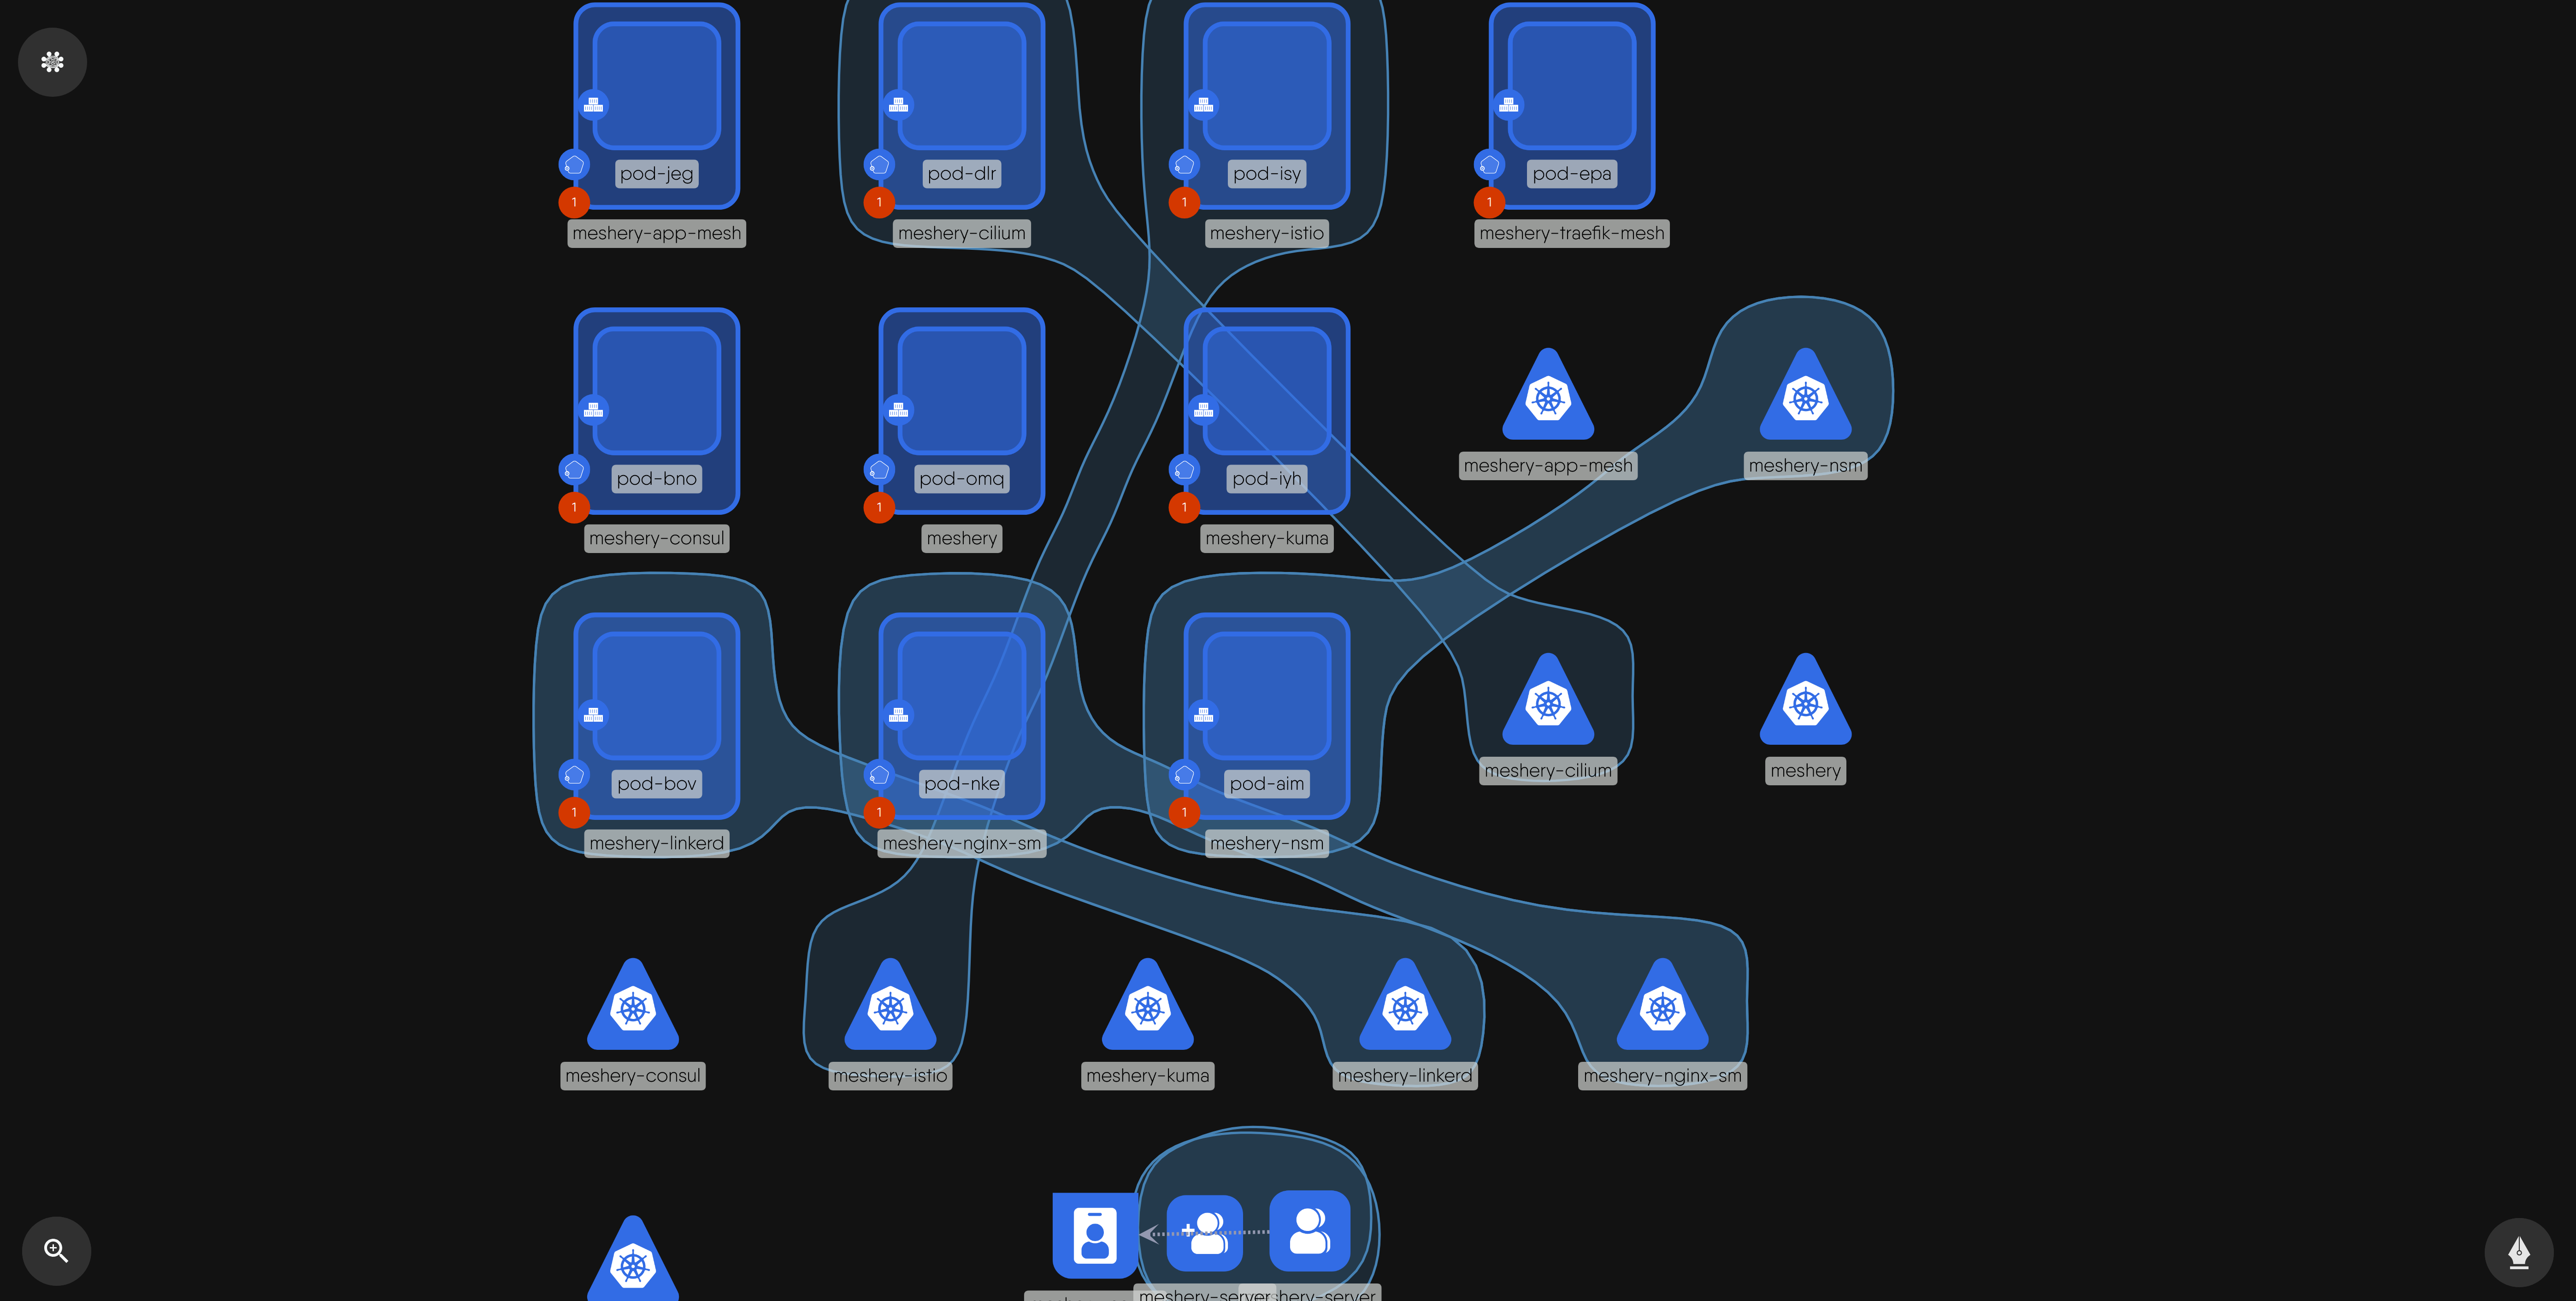 pod-jeg
1
meshery-app-mesh
pod-dlr
1
meshery-cilium
pod-isy
1
meshery-istio
pod-epa
1
meshery-traefik-mesh
pod-bno
1
meshery-consul
pod-omq
1
meshery
pod-iyh
1
meshery-kuma
meshery-app-mesh
meshery-nsm
pod-bov
1
meshery-linkerd
pod-nke
1
meshery-nginx-sm
pod-aim
1
meshery-nsm
meshery-cilium
meshery
meshery-consul
meshery-istio
meshery-kuma
meshery-linkerd
meshery-nginx-sm
meshery-server
hery-server